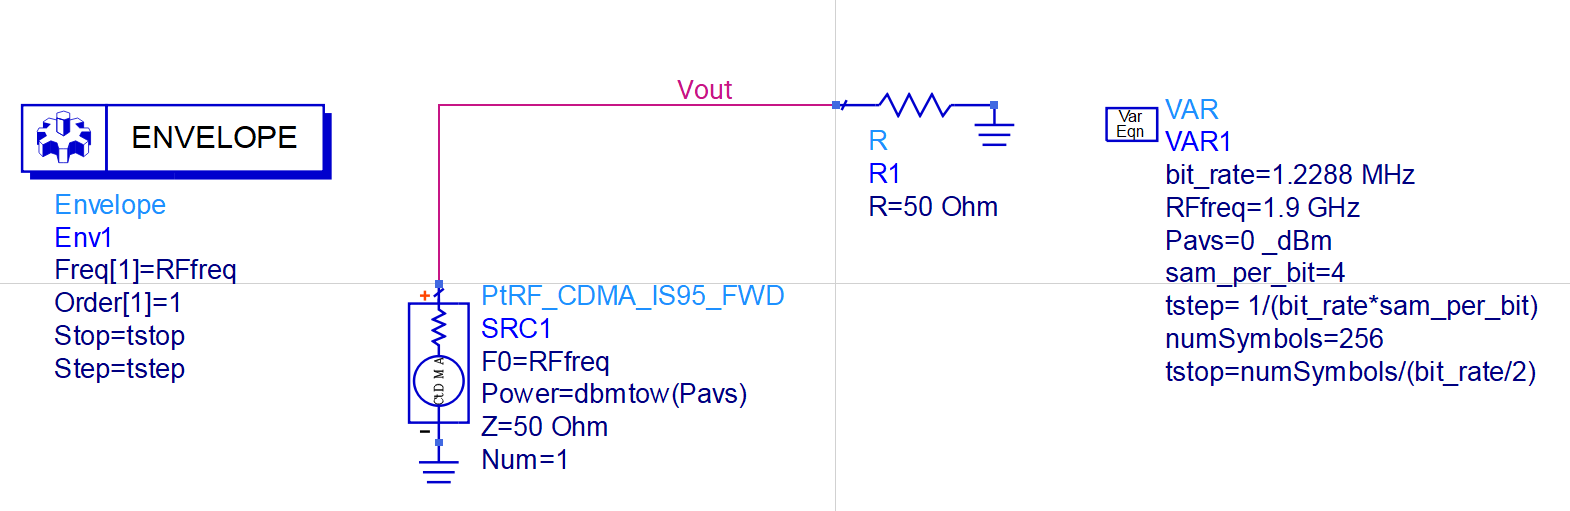 Vout
ENVELOPE
Envelope
Env1
Freq[1]=RFfreq
Order[1]=1
Stop=tstop
Step=tstep
+
CtDMA
-
PtRF_CDMA_IS95_FWD
SRC1
F0=RFfreq
Power=dbmtow(Pavs)
Z=50 Ohm
Num=1
R
R1
R=50 Ohm
Var
Eqn
VAR
VAR1
bit_rate=1.2288 MHz
RFfreq=1.9 GHz
Pavs=0 _dBm
sam_per_bit=4
tstep= 1/(bit_rate*sam_per_bit)
numSymbols=256
tstop=numSymbols/(bit_rate/2)